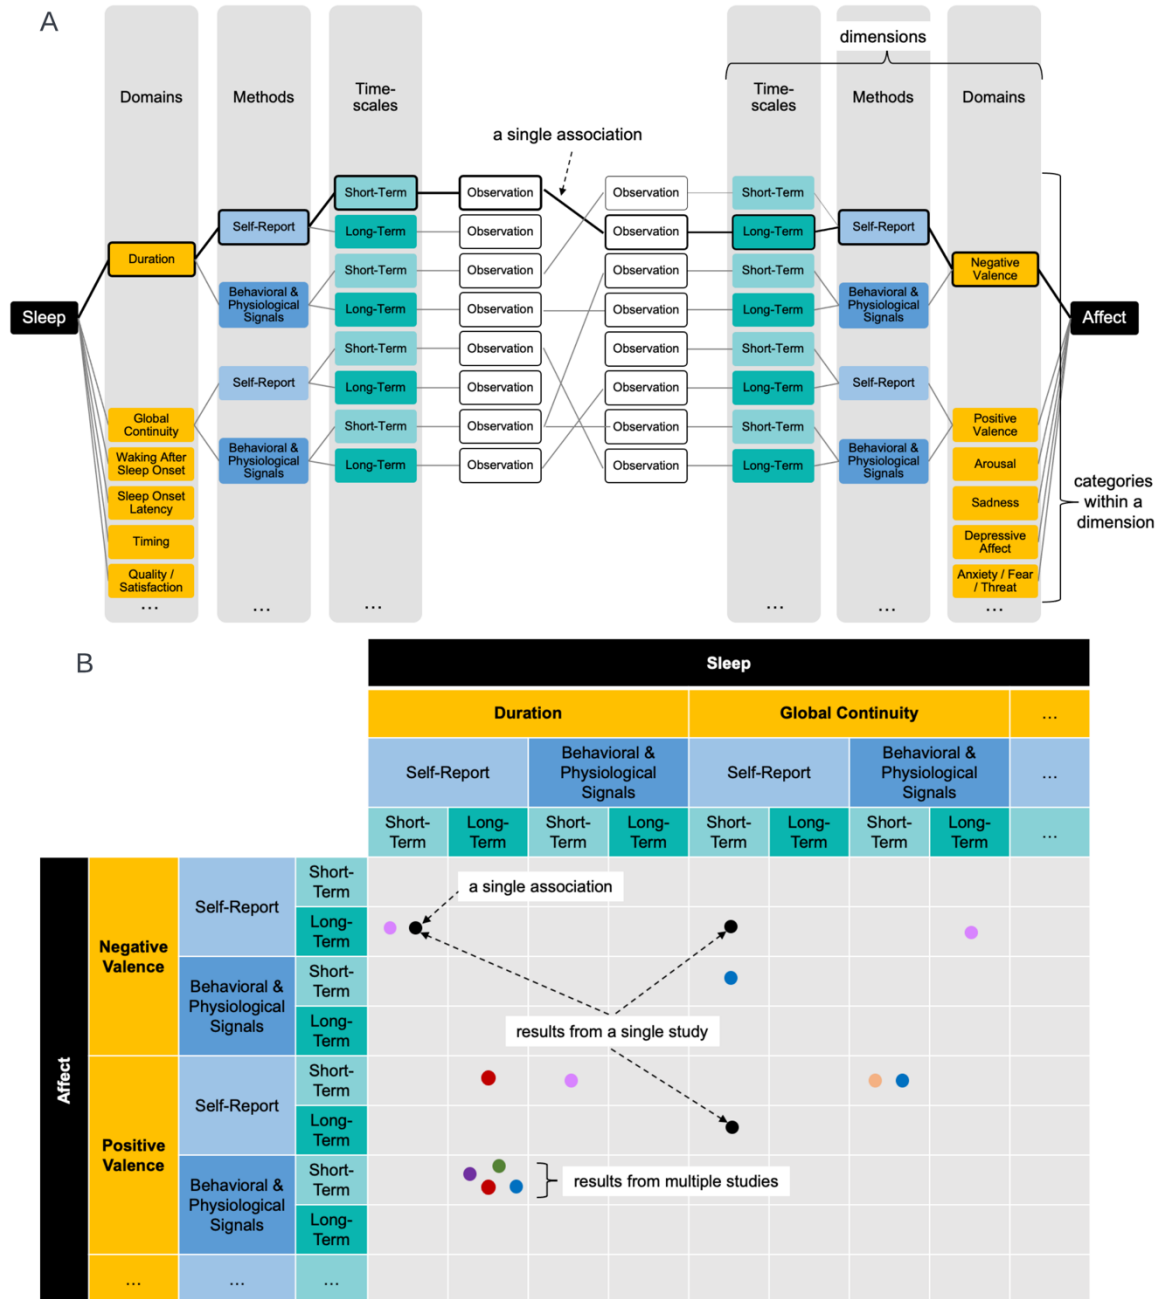 A
dimensions
Domains
Methods
Time-
scales
Time-
scales
Methods
Domains
a single association
Short-Term
Observation
Observation
Short-Term
Self-Report
Long-Term
Observation
Observation
Long-Term
Self-Report
Duration
Short-Term
Observation
Observation
Short-Term
Negative
Valence
Behavioral &
Physiological
Signals
Long-Term
Observation
Observation
Long-Term
Behavioral &
Physiological
Signals
Sleep
Affect
Short-Term
Observation
Observation
Short-Term
Self-Report
Long-Term
Observation
Observation
Long-Term
Self-Report
Global
Continuity
Short-Term
Observation
Observation
Short-Term
Positive
Valence
Waking After
Sleep Onset
Behavioral &
Physiological
Signals
Long-Term
Observation
Observation
Long-Term
Behavioral &
Physiological
Signals
Arousal
Sleep Onset
Latency
Sadness
categories
within a
dimension
Timing
Depressive
Affect
Quality /
Satisfaction
Anxiety / Fear
/ Threat
...
...
...
...
...
...
B
Sleep
Duration
Global Continuity
...
Self-Report
Behavioral &
Physiological
Signals
Self-Report
Behavioral &
Physiological
Signals
...
Short-
Term
Long-
Term
Short-
Term
Long-
Term
Short-
Term
Long-
Term
Short-
Term
Long-
Term
...
Affect
Negative
Valence
Self-Report
Short-
Term
a single association
Long-
Term
Behavioral &
Physiological
Signals
Short-
Term
Long-
Term
results from a single study
Positive
Valence
Self-Report
Short-
Term
Long-
Term
Behavioral &
Physiological
Signals
Short-
Term
results from multiple studies
Long-
Term
...
...
...